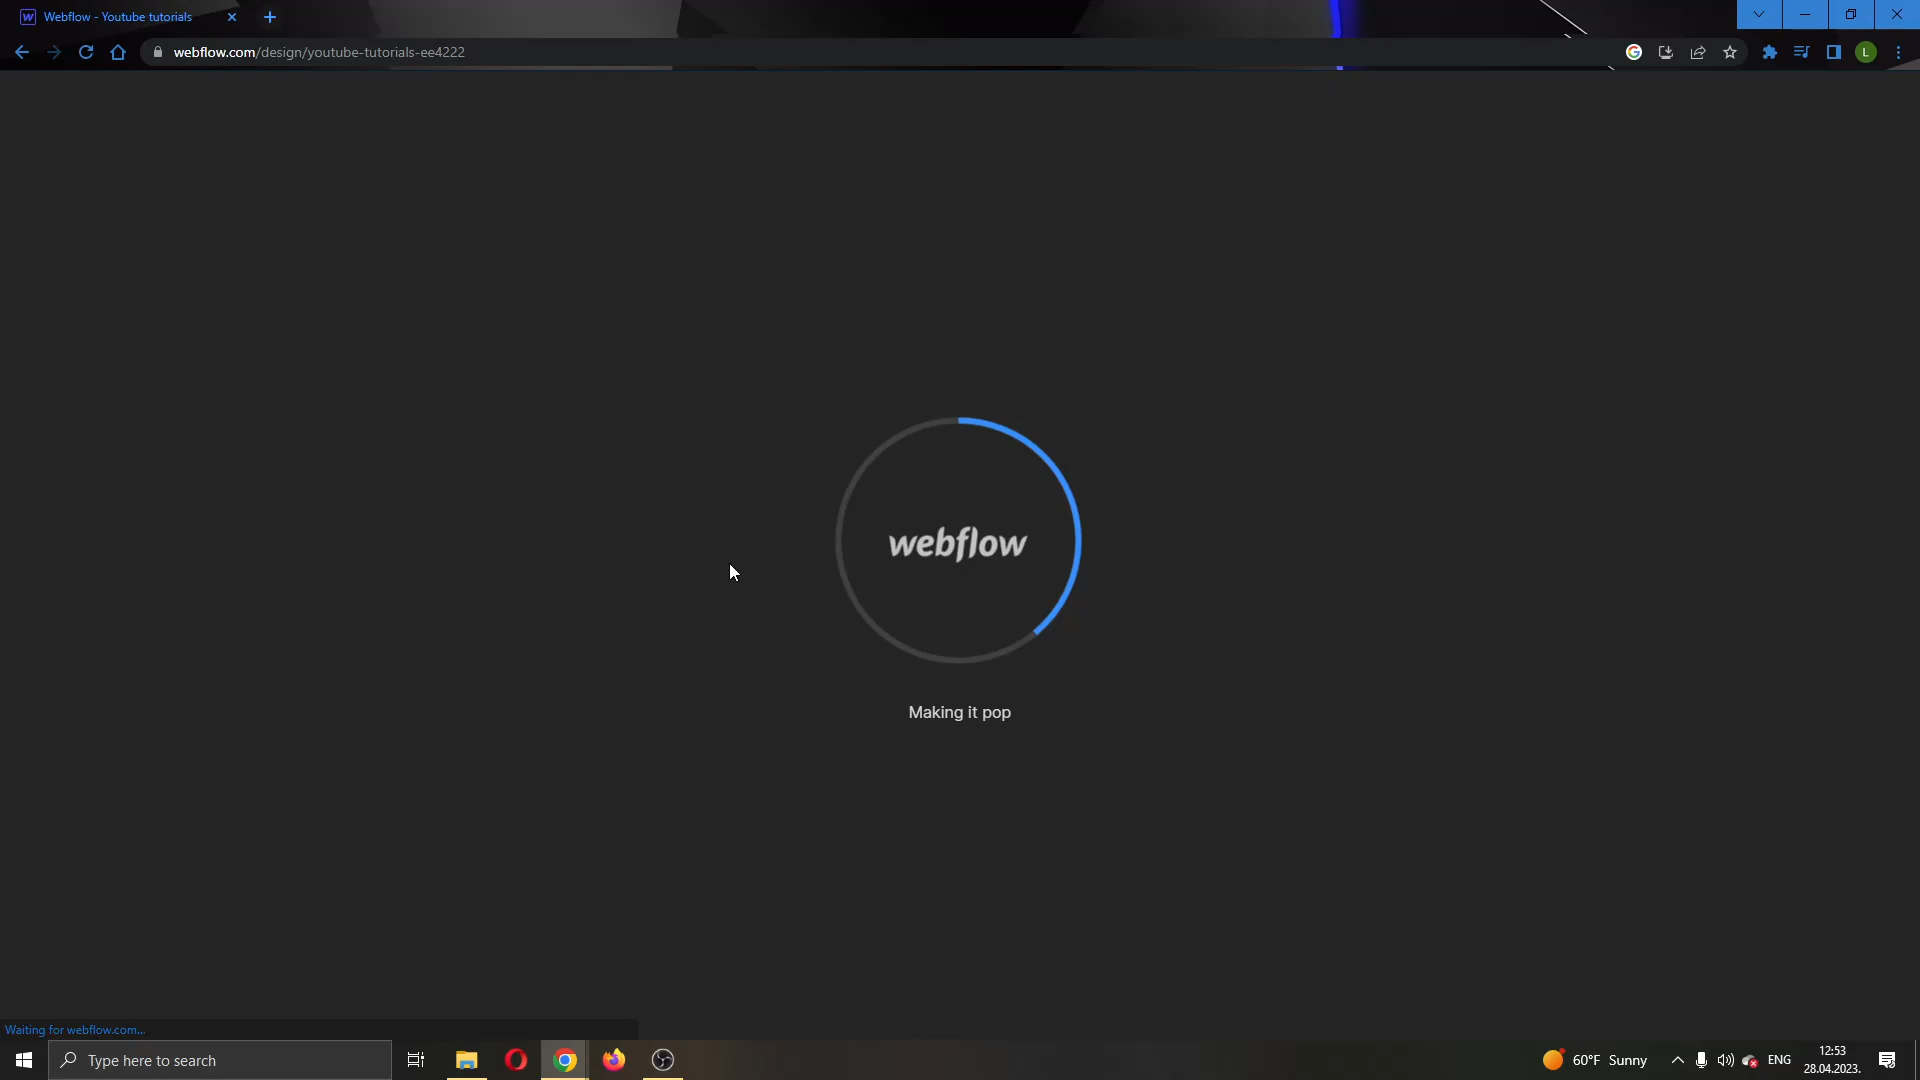 Webflow - Youtube tutorials
webflow.com/design/youtube-tutorials-ee4222
L
webflow
Making it pop
Waiting for webflow.com...
Type here to search
60°F Sunny
ENG
12:53
28.04.2023.